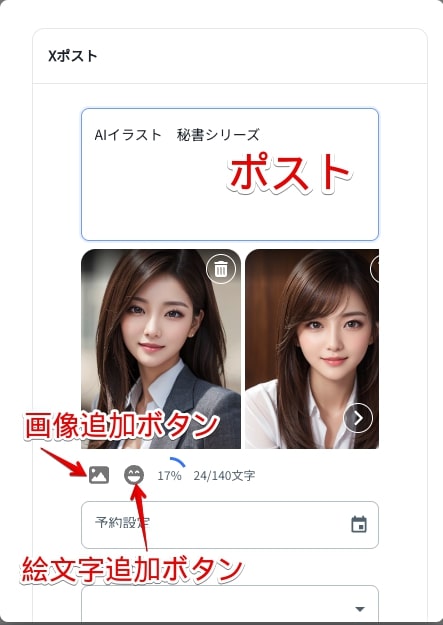 Xポスト
AIイラスト　秘書シリーズ
ポスト
画像追加ボタン
17%
24/140文字
予約設定
絵文字追加ボタン